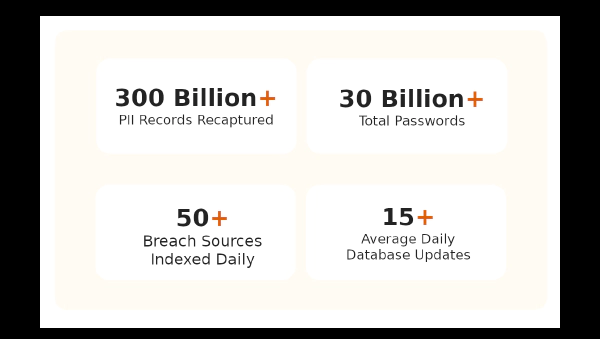 300 Billion+
PII Records Recaptured
30 Billion+
Total Passwords
50+
Breach Sources
Indexed Daily
15+
Average Daily
Database Updates